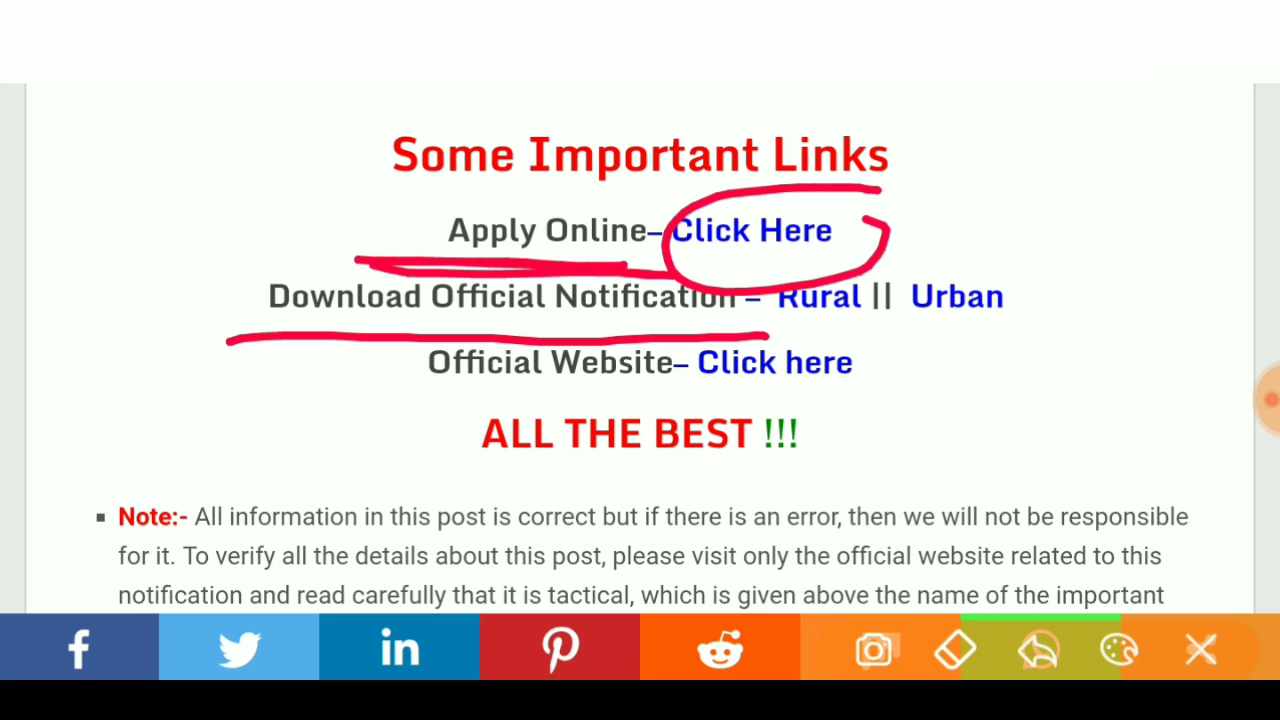 Some Important Links
Apply Online– Click Here
Download Official Notification – Rural || Urban
Official Website– Click here
ALL THE BEST !!!
Note:- All information in this post is correct but if there is an error, then we will not be responsible
for it. To verify all the details about this post, please visit only the official website related to this
notification and read carefully that it is tactical, which is given above the name of the important